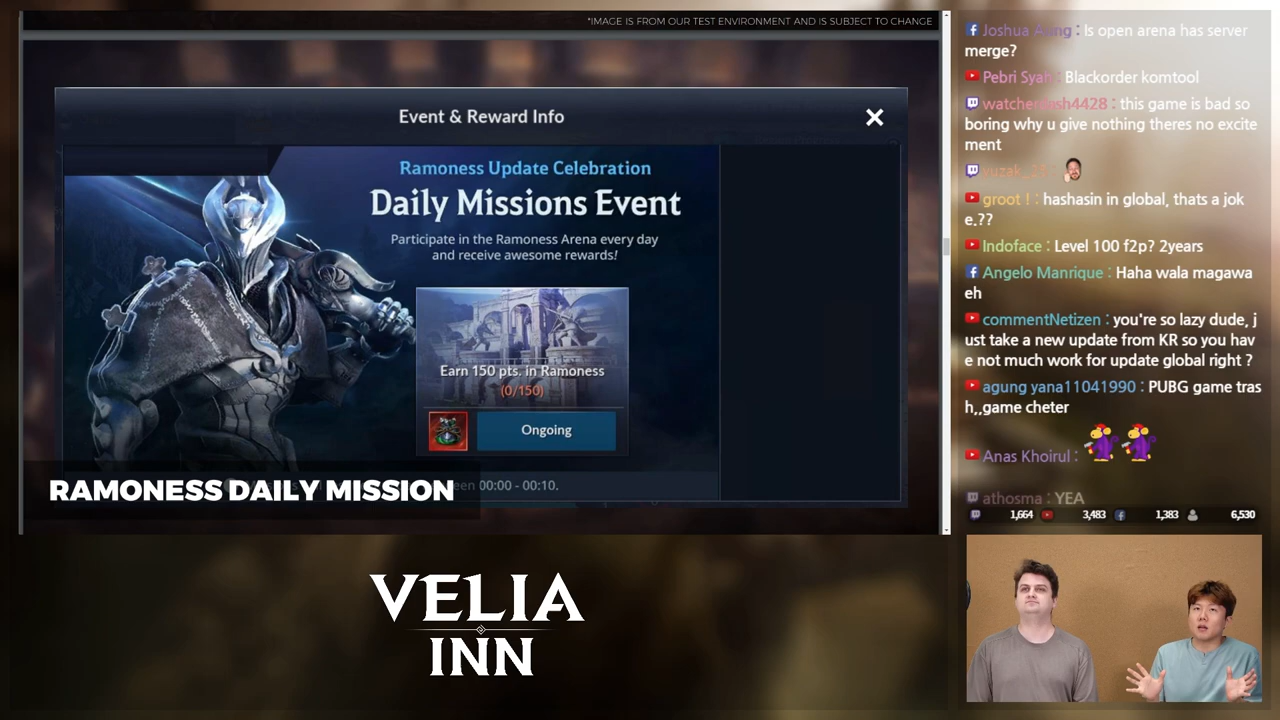 *IMAGE IS FROM OUR TEST ENVIRONMENT AND IS SUBJECT TO CHANGE
Event & Reward Info
Ramoness Update Celebration
Daily Missions Event
Participate in the Ramoness Arena every day
and receive awesome rewards!
Earn 150 pts. in Ramoness
(0/150)
Ongoing
00:00 - 00:10.
RAMONESS DAILY MISSION
VELIA
INN
Joshua : Is open arena has server
merge?
Pebri Syah : Blackorder komtool
: this game is bad so
boring why u give nothing theres no excite
ment
groot ! : hashasin in global, thats a jok
e.??
Indoface : Level 100 f2p? 2years
Angelo Manrique : Haha wala magawa
eh
commentNetizen : you're so lazy dude, j
ust take a new update from KR so you hav
e not much work for update global right ?
agung yana11041990 : PUBG game tras
h,,game cheter
Anas Khoirul :
athosma : YEA
1,664 3,483 1,383 6,530